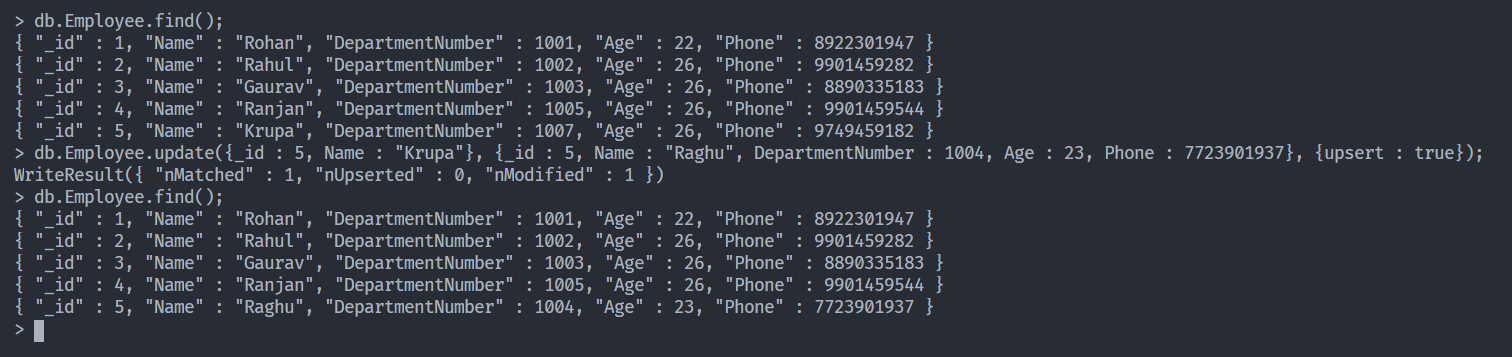 > db.Employee.find();
{ "_id" : 1, "Name" : "Rohan", "DepartmentNumber" : 1001, "Age" : 22, "Phone" : 8922301947 }
{ "_id" : 2, "Name" : "Rahul", "DepartmentNumber" : 1002, "Age" : 26, "Phone" : 9901459282 }
{ "_id" : 3, "Name" : "Gaurav", "DepartmentNumber" : 1003, "Age" : 26, "Phone" : 8890335183 }
{ "_id" : 4, "Name" : "Ranjan", "DepartmentNumber" : 1005, "Age" : 26, "Phone" : 9901459544 }
{ "_id" : 5, "Name" : "Krupa", "DepartmentNumber" : 1007, "Age" : 26, "Phone" : 9749459182 }
> db.Employee.update({_id : 5, Name : "Krupa"}, {_id : 5, Name : "Raghu", DepartmentNumber : 1004, Age : 23, Phone : 7723901937}, {upsert : true});
WriteResult({ "nMatched" : 1, "nUpserted" : 0, "nModified" : 1 })
> db.Employee.find();
{ "_id" : 1, "Name" : "Rohan", "DepartmentNumber" : 1001, "Age" : 22, "Phone" : 8922301947 }
{ "_id" : 2, "Name" : "Rahul", "DepartmentNumber" : 1002, "Age" : 26, "Phone" : 9901459282 }
{ "_id" : 3, "Name" : "Gaurav", "DepartmentNumber" : 1003, "Age" : 26, "Phone" : 8890335183 }
{ "_id" : 4, "Name" : "Ranjan", "DepartmentNumber" : 1005, "Age" : 26, "Phone" : 9901459544 }
{ "_id" : 5, "Name" : "Raghu", "DepartmentNumber" : 1004, "Age" : 23, "Phone" : 7723901937 }
>